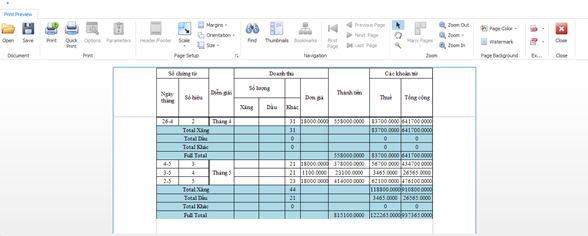 Print Preview
Open Save Print Quick Print Options Parameters Header/Footer Scale Margins Orientation Size Find Thumbnails Bookmarks First Page Previous Page Next Page Last Page Many Pages Zoom Out Zoom Zoom In Page Color Watermark Close
Document Print Page Setup Navigation Zoom Page Background Ex... Close
Số chứng từ Diễn giải Doanh thu Thành tiền Các khoản từ
Ngày tháng Số hiệu Số lượng Đơn giá Thuế Tổng cộng
Xăng Dầu Khác
26-4 2 Tháng 4 31 18000.0000 558000.0000 83700.0000 641700.0000
Total Xăng 31 83700.0000 641700.0000
Total Dầu 0 0 0
Total Khác 0 0 0
Full Total 558000.0000 83700.0000 641700.0000
4-5 3 Tháng 5 21 18000.0000 378000.0000 56700.0000 434700.0000
3-5 4 21 1100.0000 23100.0000 3465.0000 26565.0000
2-5 5 23 18000.0000 414000.0000 62100.0000 476100.0000
Total Xăng 44 118800.0000 910800.0000
Total Dầu 21 3465.0000 26565.0000
Total Khác 0 0 0
Full Total 815100.0000 122265.0000 937365.0000